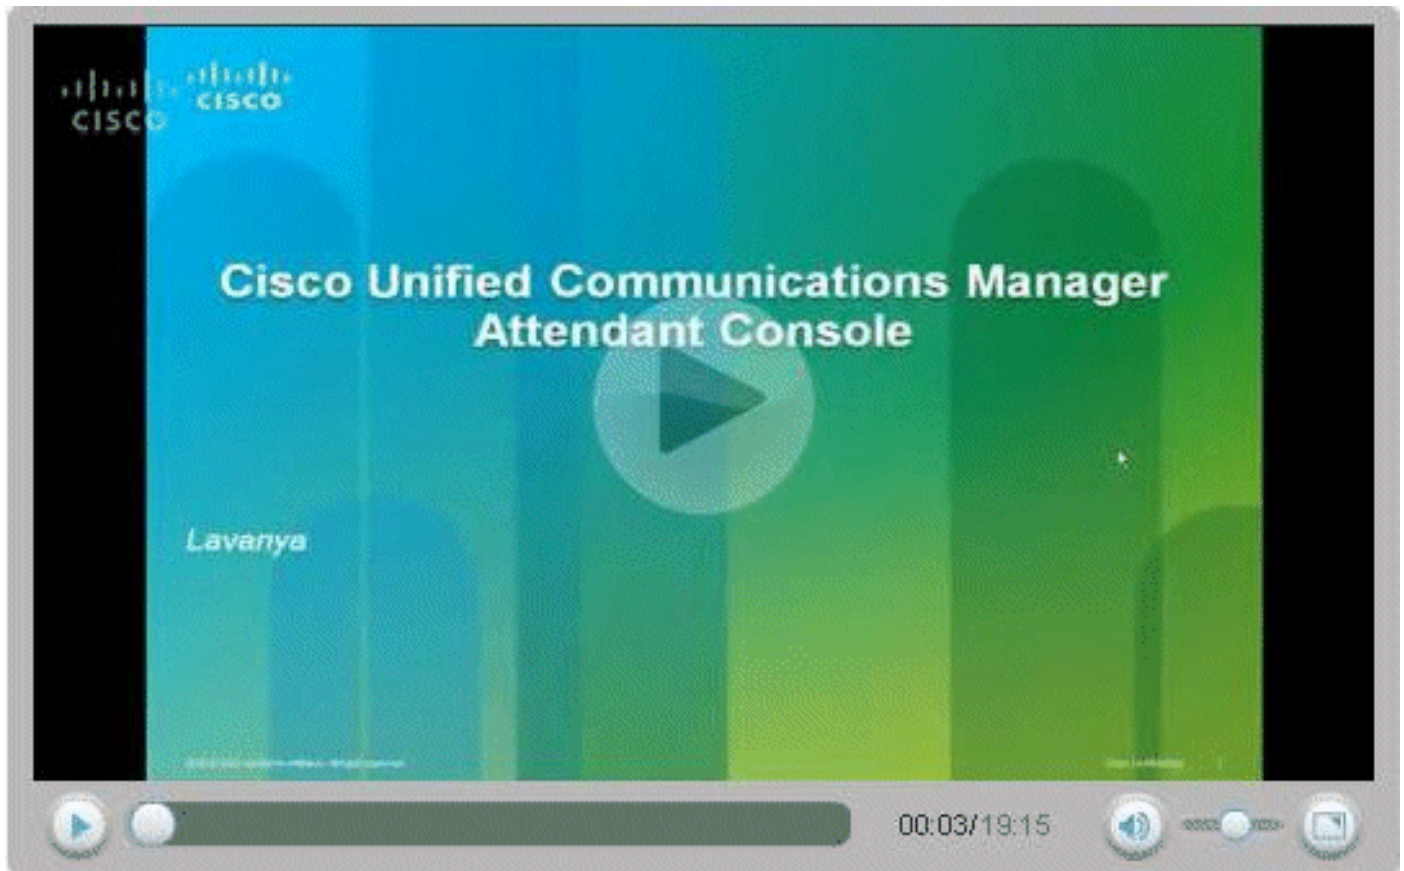 CISCO
CISCO
Cisco Unified Communications Manager
Attendant Console
Lavanya
00:03/19:15